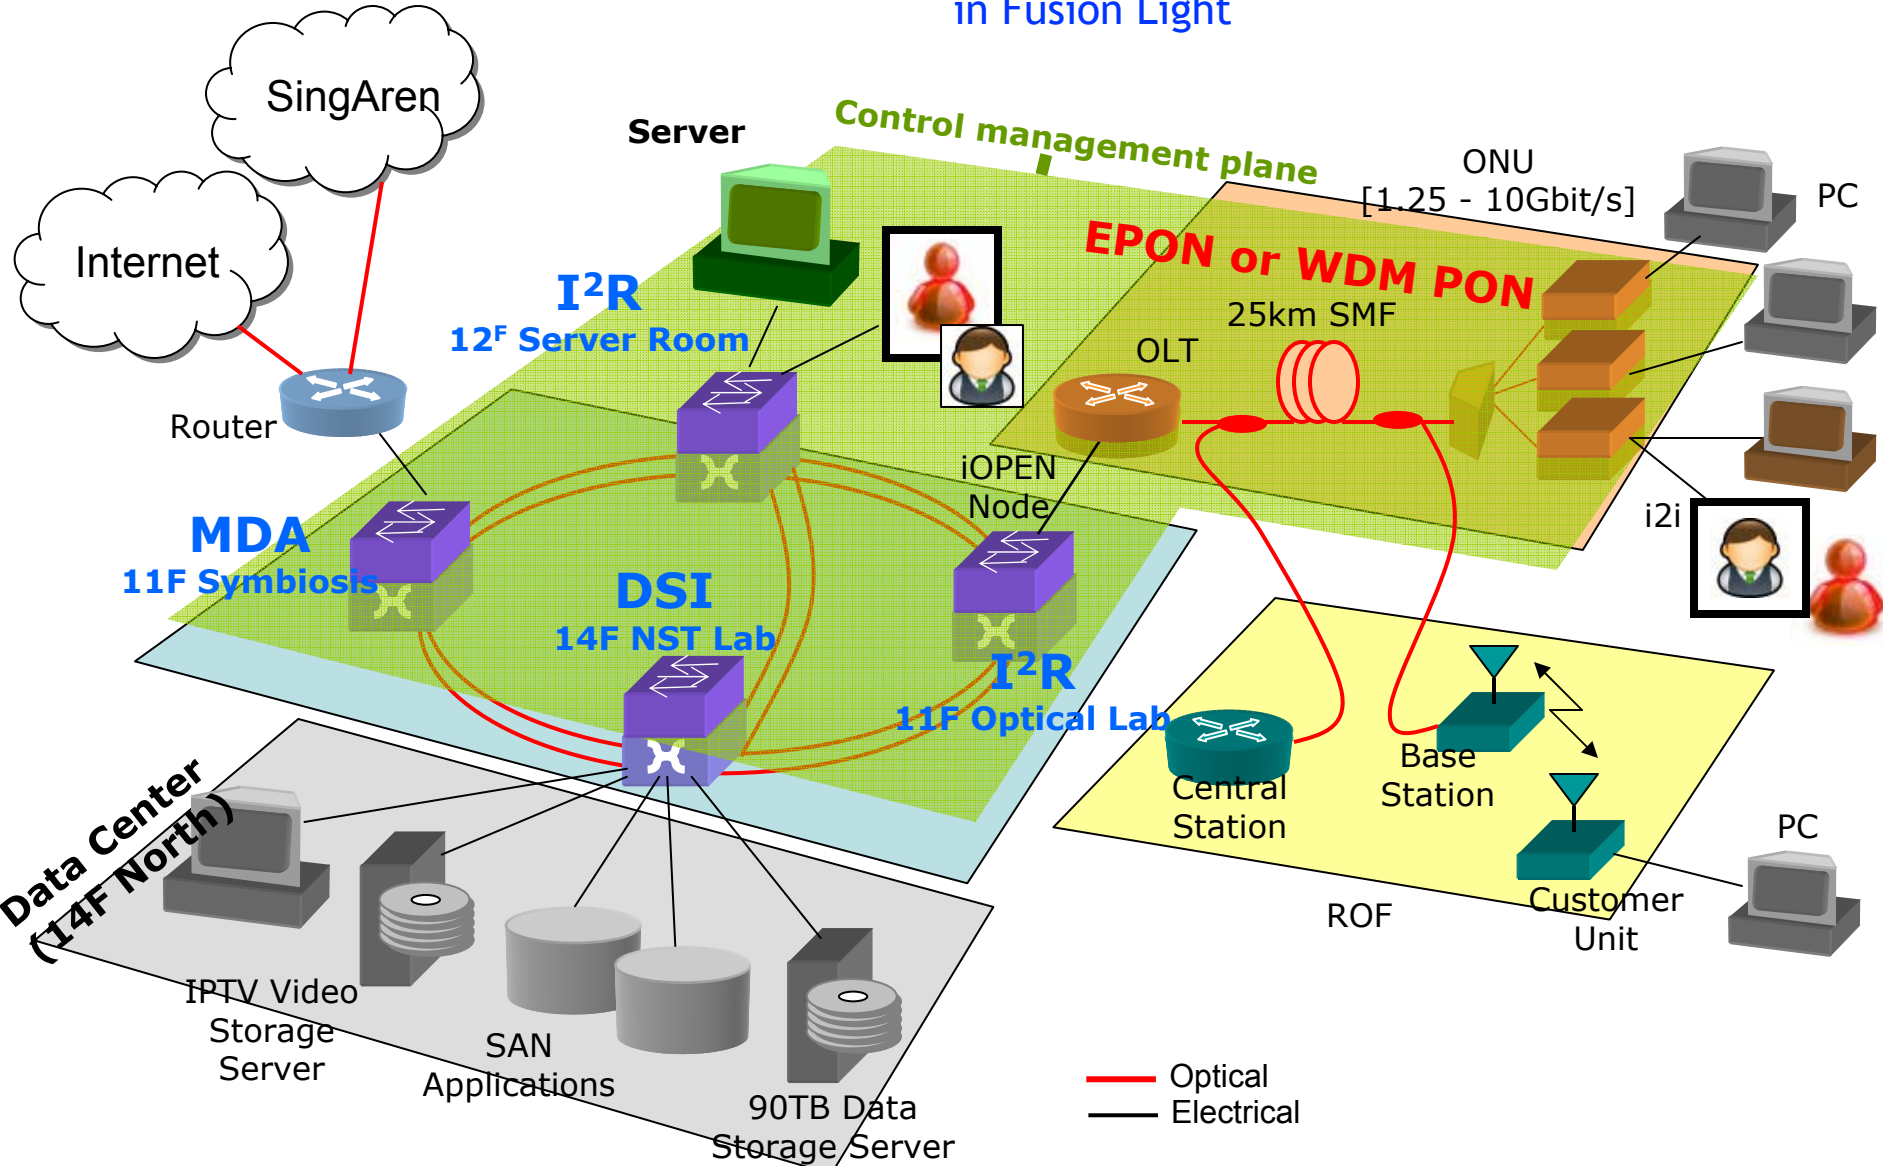 in Fusion Light
SingAren
Internet
Router
Server
Control management plane
ONU
[1.25 - 10Gbit/s]
PC
EPON or WDM PON
25km SMF
OLT
I²R
12ᶠ Server Room
iOPEN
Node
MDA
11F Symbiosis
DSI
14F NST Lab
I²R
11F Optical Lab
i2i
Data Center
(14F North)
IPTV Video
Storage
Server
SAN
Applications
90TB Data
Storage Server
Central
Station
Base
Station
Customer
Unit
PC
ROF
Optical
Electrical